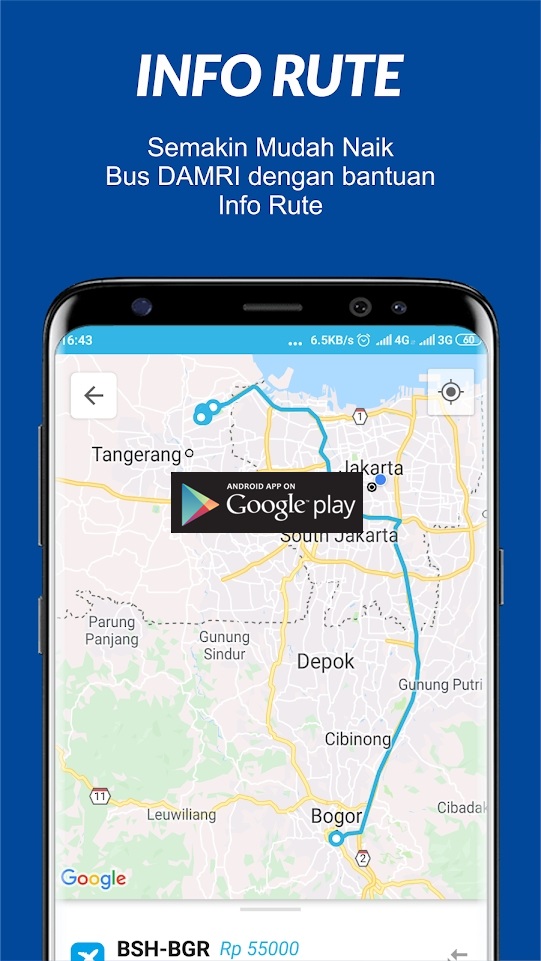 INFO RUTE
Semakin Mudah Naik
Bus DAMRI dengan bantuan
Info Rute
16:43
... 6.5KB/s 4G 3G 60
1
Tangerang
Jakarta
ANDROID APP ON
Google play
South Jakarta
Parung
Panjang
Gunung
Sindur
Depok
Gunung Putri
Cibinong
11
Leuwiliang
Bogor
Cibadak
2
Google
BSH-BGR Rp 55000